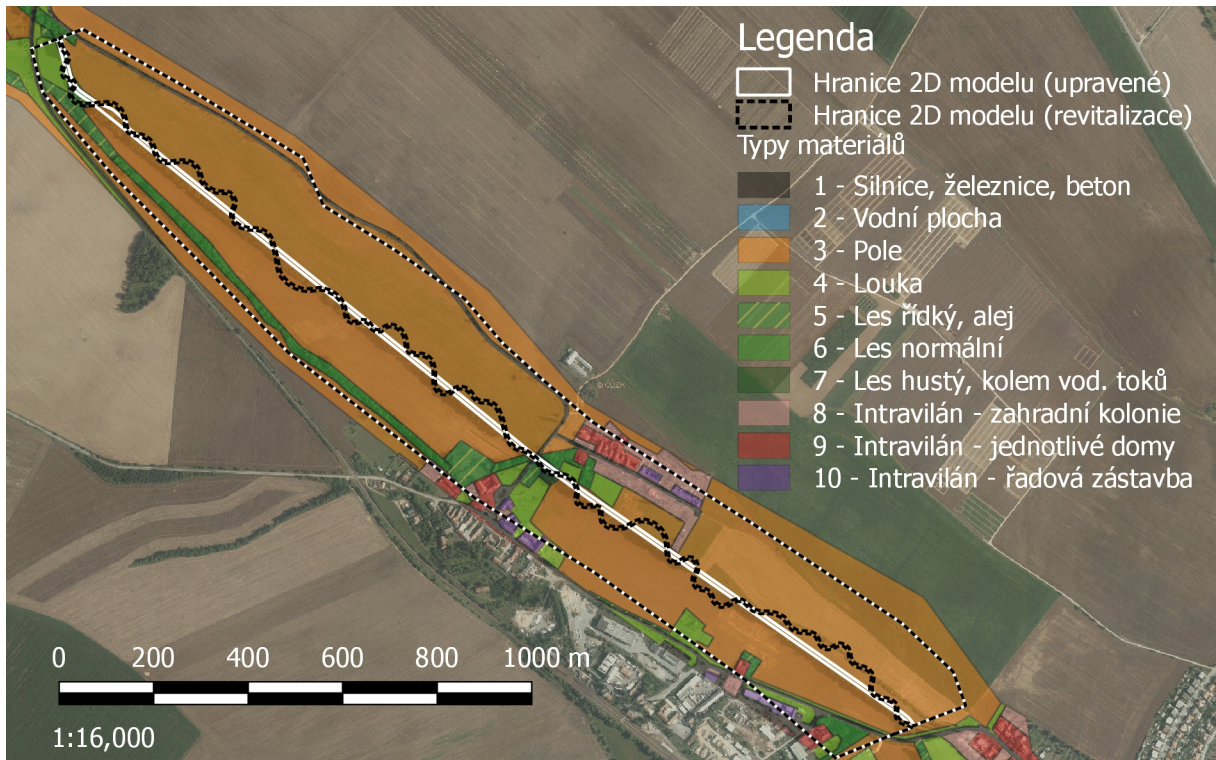 Legenda
Hranice 2D modelu (upravené)
Hranice 2D modelu (revitalizace)
Typy materiálů
1 - Silnice, železnice, beton
2 - Vodní plocha
3 - Pole
4 - Louka
5 - Les řídký, alej
6 - Les normální
7 - Les hustý, kolem vod. toků
8 - Intravilán - zahradní kolonie
9 - Intravilán - jednotlivé domy
10 - Intravilán - řadová zástavba
© ČÚZK
0 200 400 600 800 1000 m
1:16,000